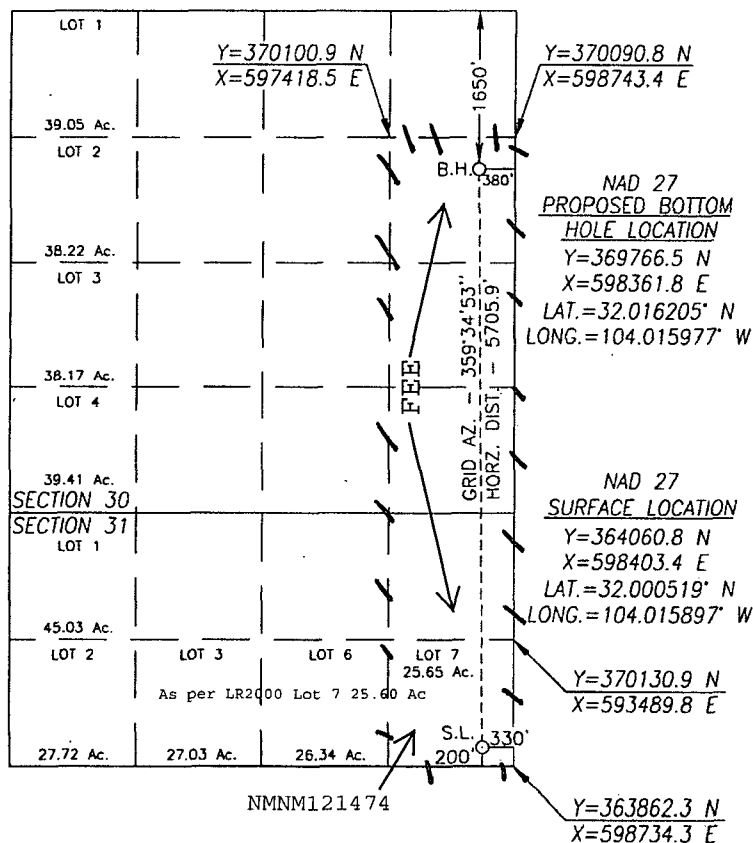 LOT 1
Y=370100.9 N
X=597418.5 E
1650'
Y=370090.8 N
X=598743.4 E
39.05 Ac.
LOT 2
B.H.
380'
NAD 27
PROPOSED BOTTOM
HOLE LOCATION
Y=369766.5 N
X=598361.8 E
LAT.=32.016205° N
LONG.=104.015977° W
38.22 Ac.
LOT 3
FEE
GRID AZ. - 359°34'53"
HORZ. DIST. - 5705.9'
38.17 Ac.
LOT 4
39.41 Ac.
SECTION 30
SECTION 31
LOT 1
NAD 27
SURFACE LOCATION
Y=364060.8 N
X=598403.4 E
LAT.=32.000519° N
LONG.=104.015897° W
45.03 Ac.
LOT 2
LOT 3
LOT 6
LOT 7
25.65 Ac.
As per LR2000 Lot 7 25.60 Ac
Y=370130.9 N
X=593489.8 E
S.L.
330'
200'
27.72 Ac.
27.03 Ac.
26.34 Ac.
NMNM121474
Y=363862.3 N
X=598734.3 E